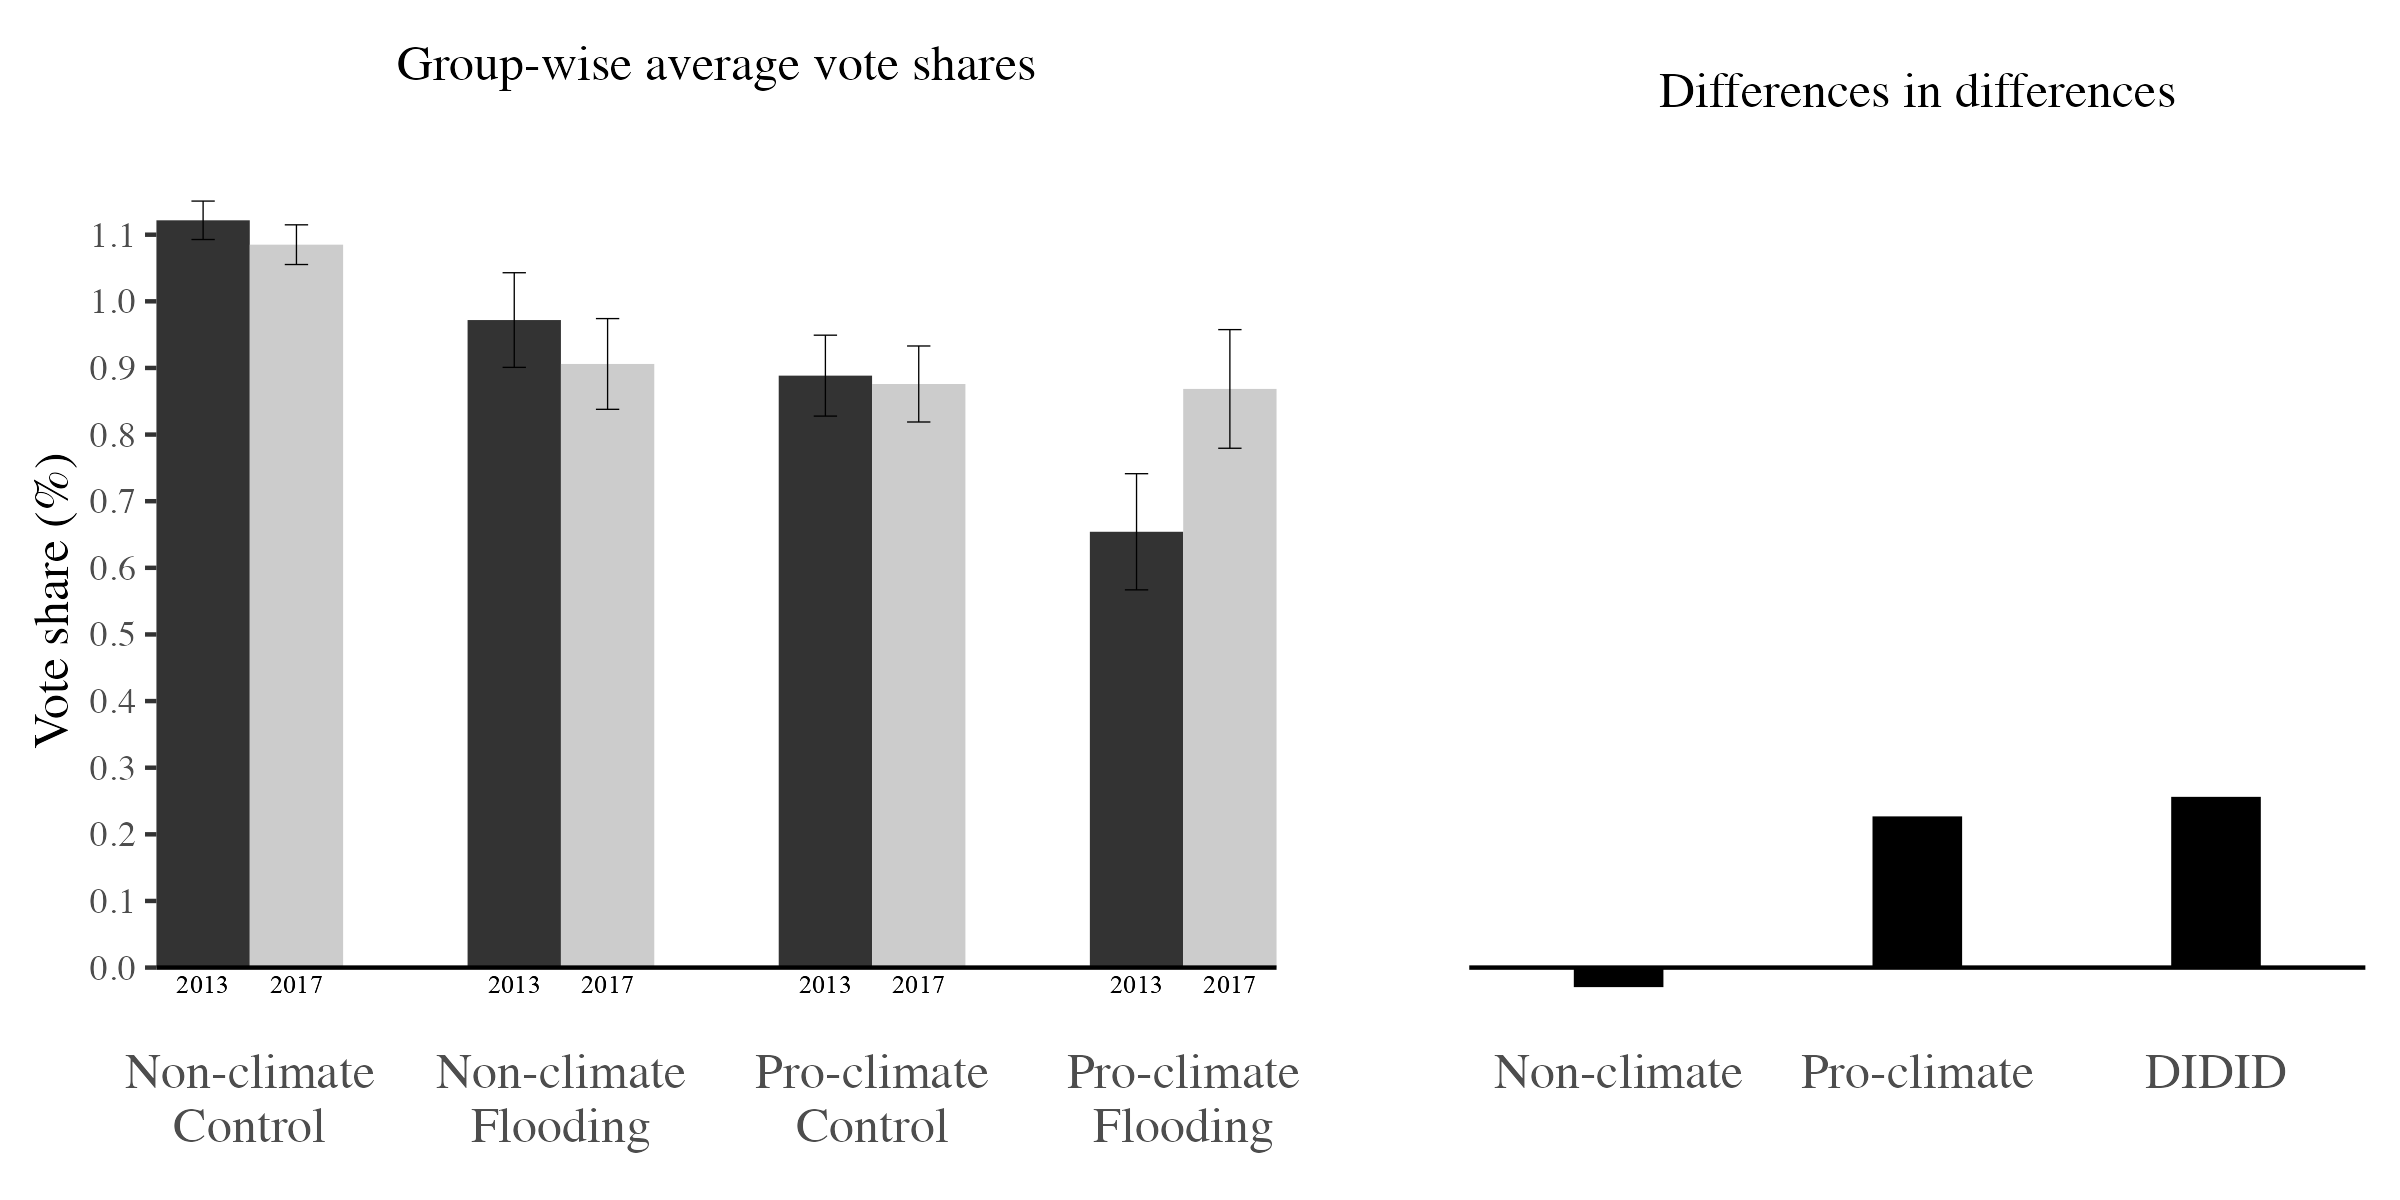 Group-wise average vote shares
Differences in differences
Vote share (%)
1.1
1.0
0.9
0.8
0.7
0.6
0.5
0.4
0.3
0.2
0.1
0.0
2013 2017 2013 2017 2013 2017 2013 2017
Non-climate Control
Non-climate Flooding
Pro-climate Control
Pro-climate Flooding
Non-climate Pro-climate DIDID